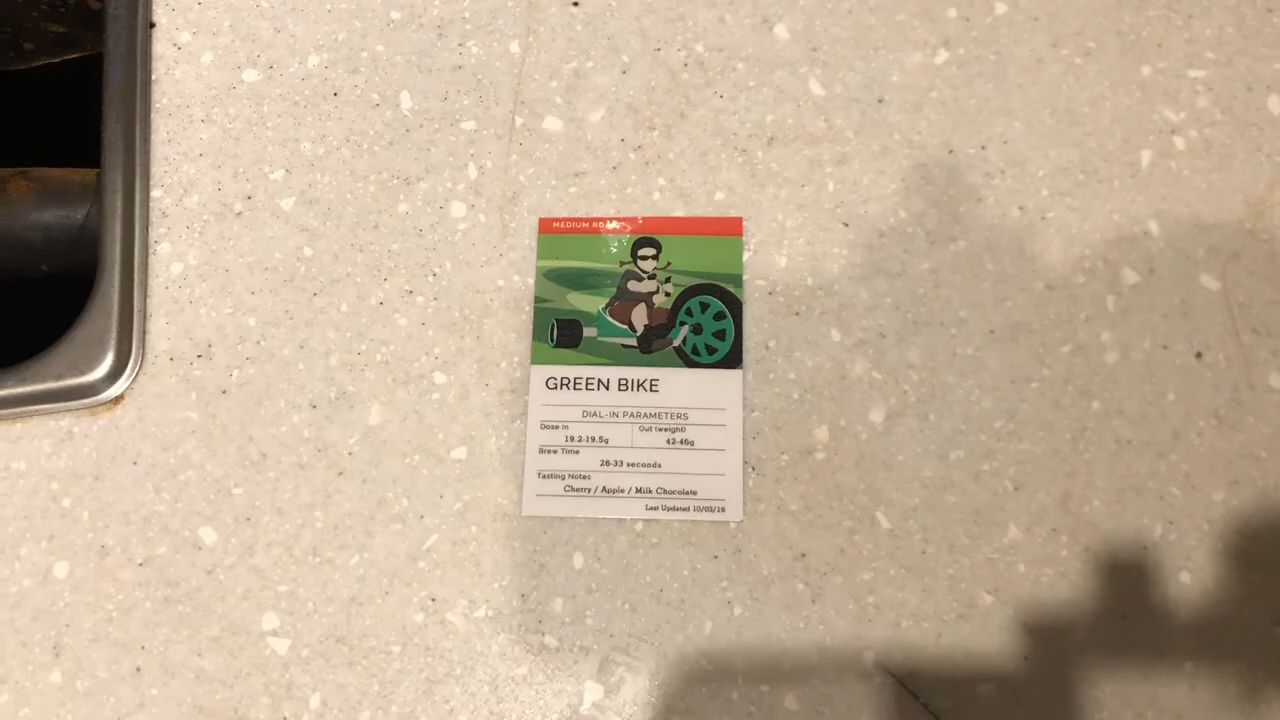 MEDIUM ROAST
GREEN BIKE
DIAL-IN PARAMETERS
Dose In Out (weight)
19.2-19.5g 42-46g
Brew Time
26-33 seconds
Tasting Notes
Cherry / Apple / Milk Chocolate
Last Updated 10/03/19